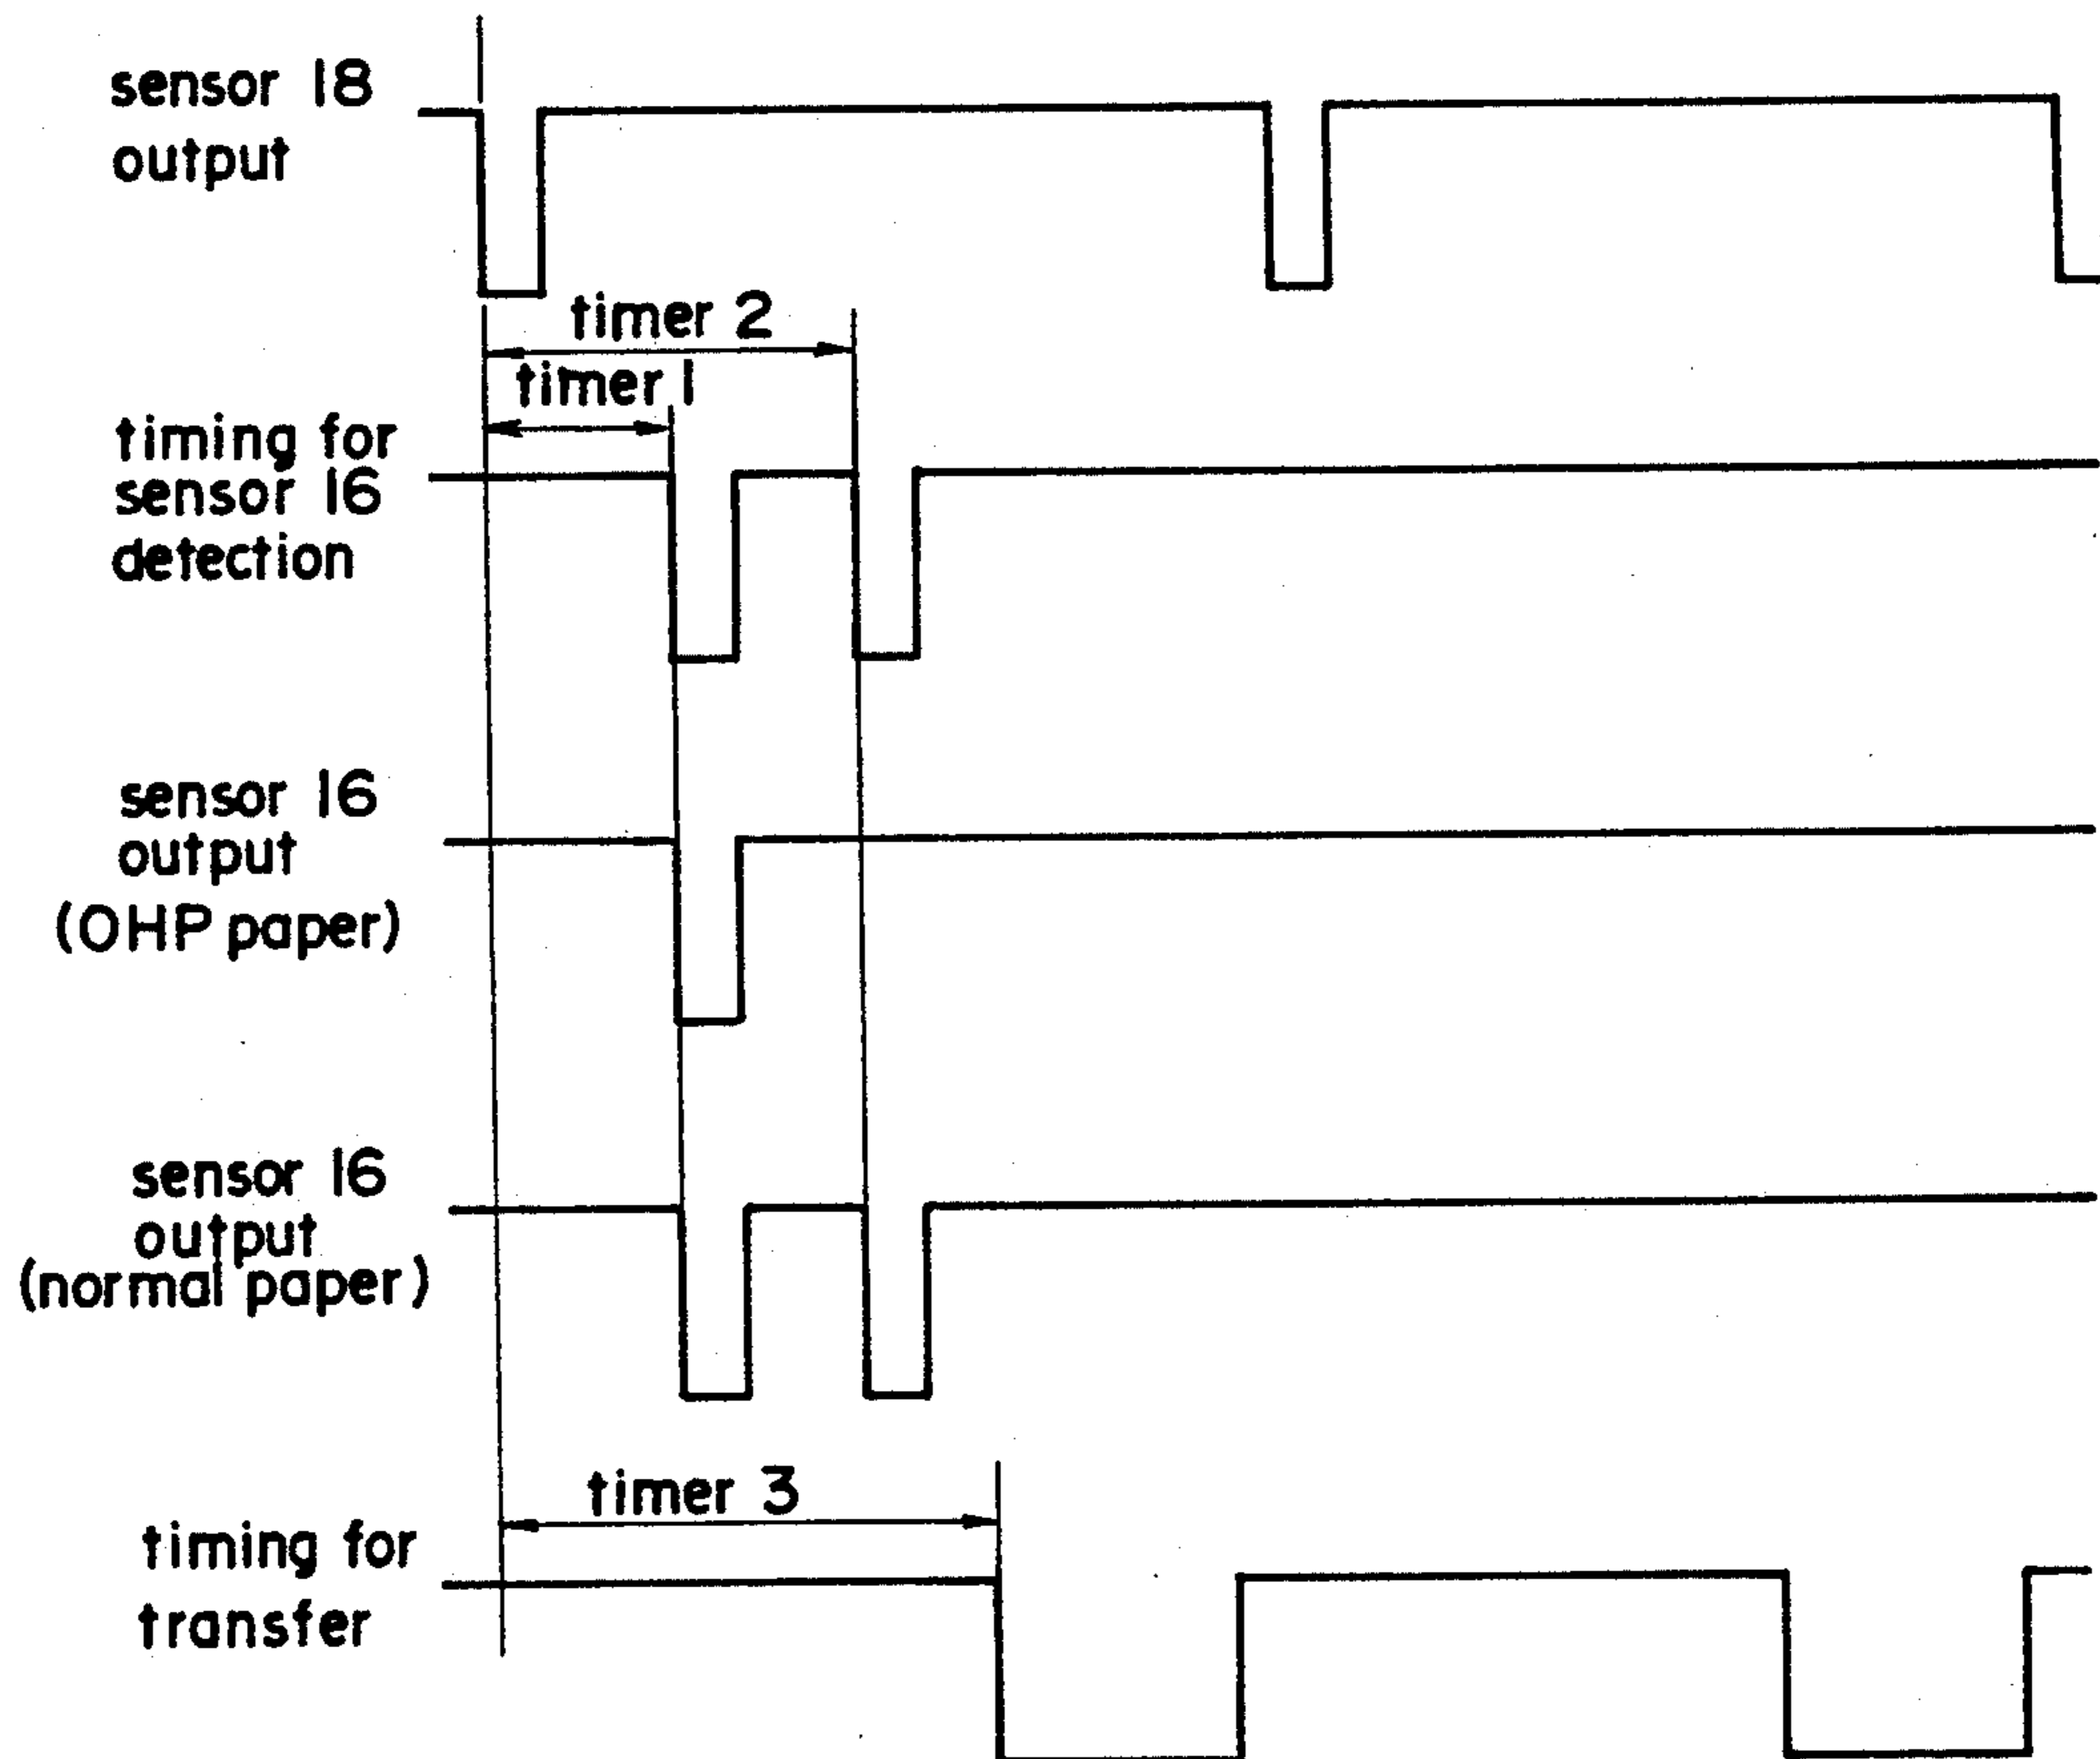 sensor 18
output
timer 2
timer 1
timing for
sensor 16
detection
sensor 16
output
(OHP paper)
sensor 16
output
(normal paper)
timer 3
timing for
transfer